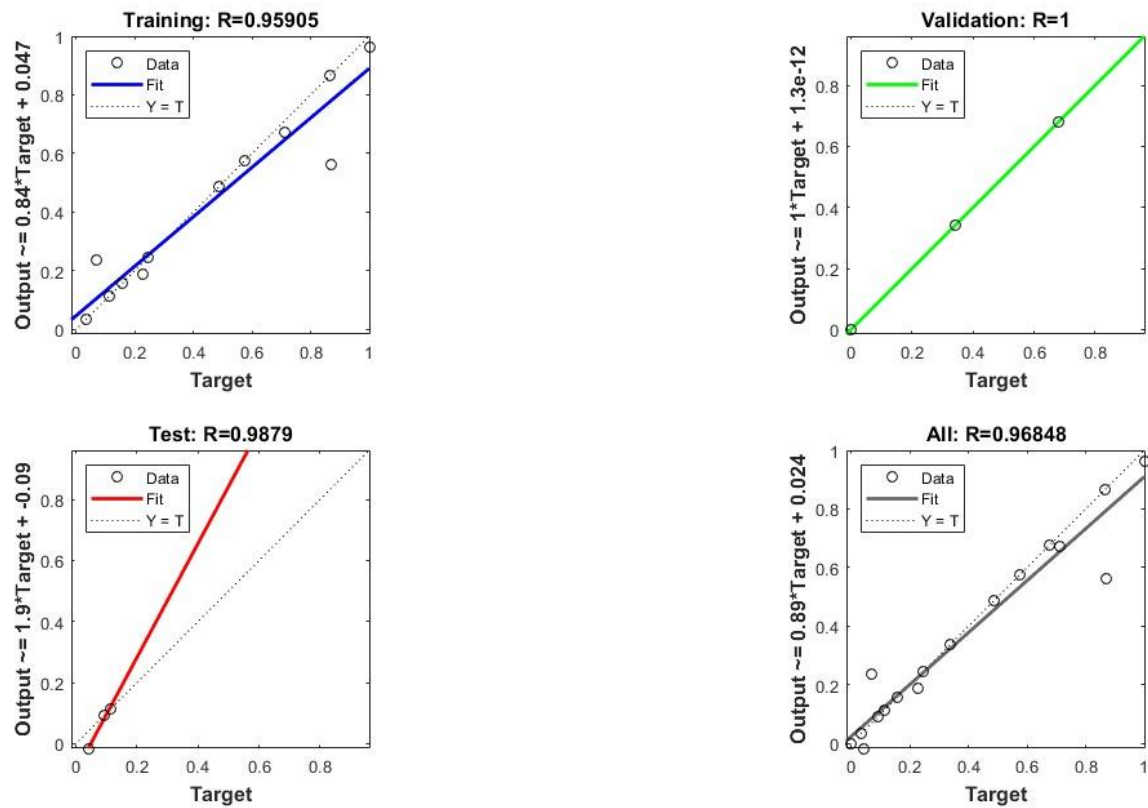 Training: R=0.95905
Output ~= 0.84*Target + 0.047
1
0.8
0.6
0.4
0.2
0
Data
Fit
Y = T
0 0.2 0.4 0.6 0.8 1
Target
Validation: R=1
Output ~= 1*Target + 1.3e-12
0.8
0.6
0.4
0.2
0
Data
Fit
Y = T
0 0.2 0.4 0.6 0.8
Target
Test: R=0.9879
Output ~= 1.9*Target + -0.09
0.8
0.6
0.4
0.2
0
Data
Fit
Y = T
0 0.2 0.4 0.6 0.8
Target
All: R=0.96848
Output ~= 0.89*Target + 0.024
1
0.8
0.6
0.4
0.2
0
Data
Fit
Y = T
0 0.2 0.4 0.6 0.8 1
Target